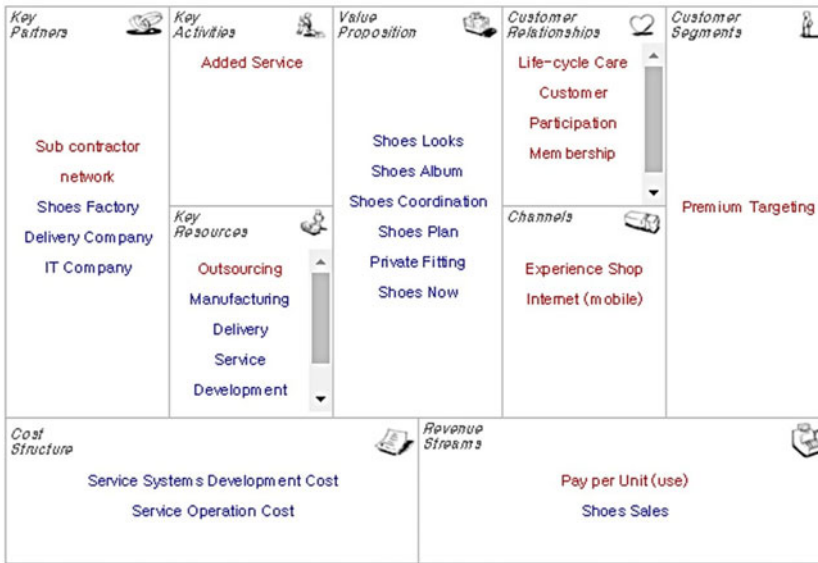 Key
Partners
Sub contractor
network
Shoes Factory
Delivery Company
IT Company
Key
Activities
Added Service
Key
Resources
Outsourcing
Manufacturing
Delivery
Service
Development
Value
Proposition
Shoes Looks
Shoes Album
Shoes Coordination
Shoes Plan
Private Fitting
Shoes Now
Customer
Relationships
Life-cycle Care
Customer
Participation
Membership
Channels
Experience Shop
Internet (mobile)
Customer
Segments
Premium Targeting
Cost
Structure
Service Systems Development Cost
Service Operation Cost
Revenue
Streams
Pay per Unit (use)
Shoes Sales